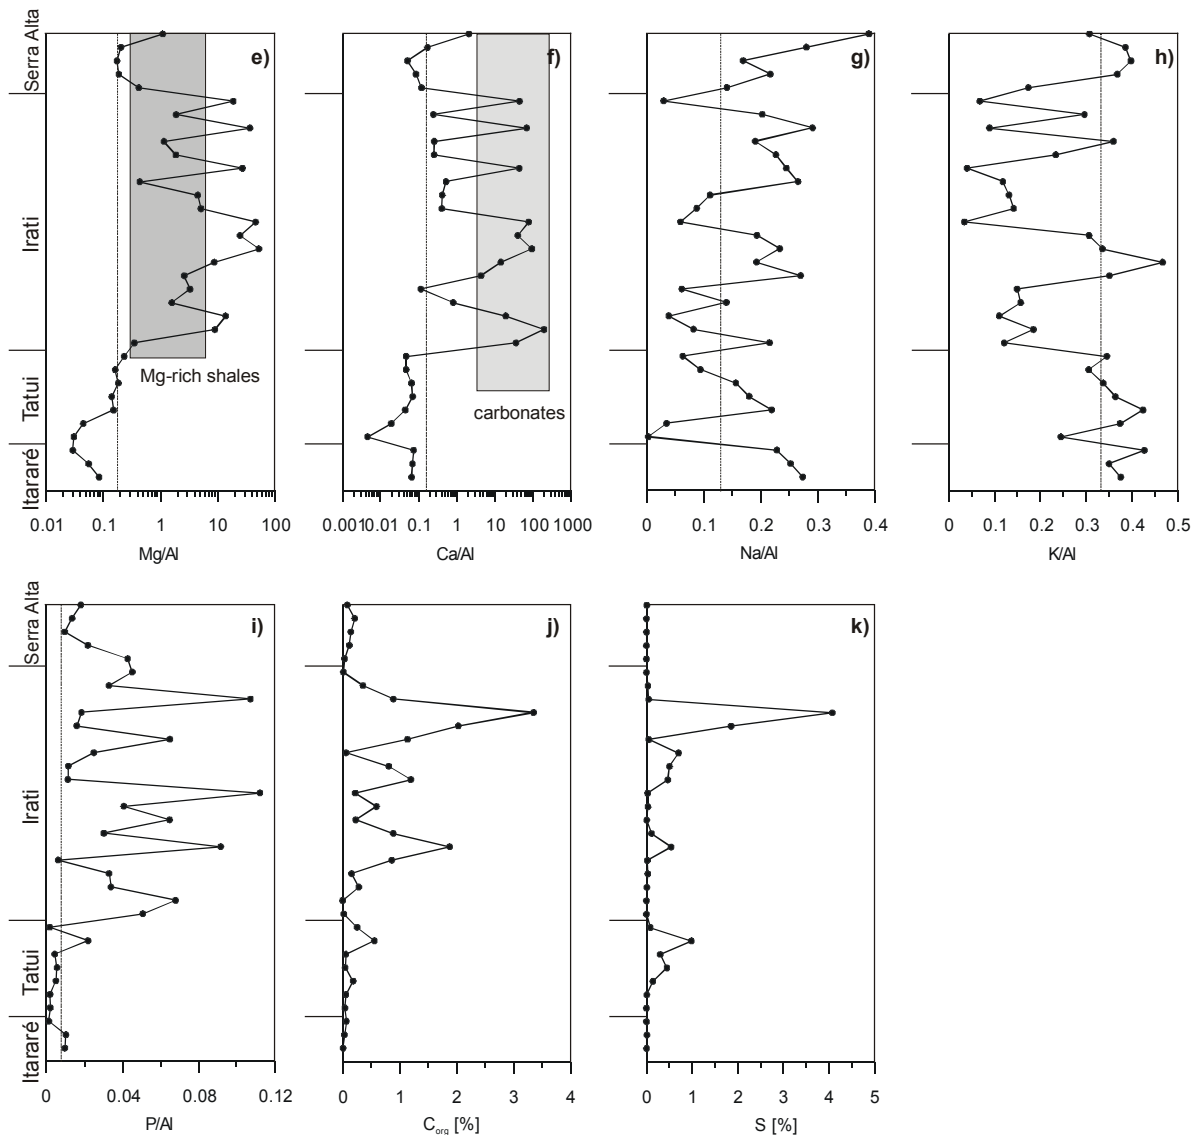 Serra Alta
Irati
Tatui
Itararé
e)
Mg-rich shales
0.01 0.1 1 10 100
Mg/Al
f)
carbonates
0.001 0.01 0.1 1 10 100 1000
Ca/Al
g)
0 0.1 0.2 0.3 0.4
Na/Al
h)
0 0.1 0.2 0.3 0.4 0.5
K/Al
Serra Alta
Irati
Tatui
Itararé
i)
0 0.04 0.08 0.12
P/Al
j)
0 1 2 3 4
Corg [%]
k)
0 1 2 3 4 5
S [%]